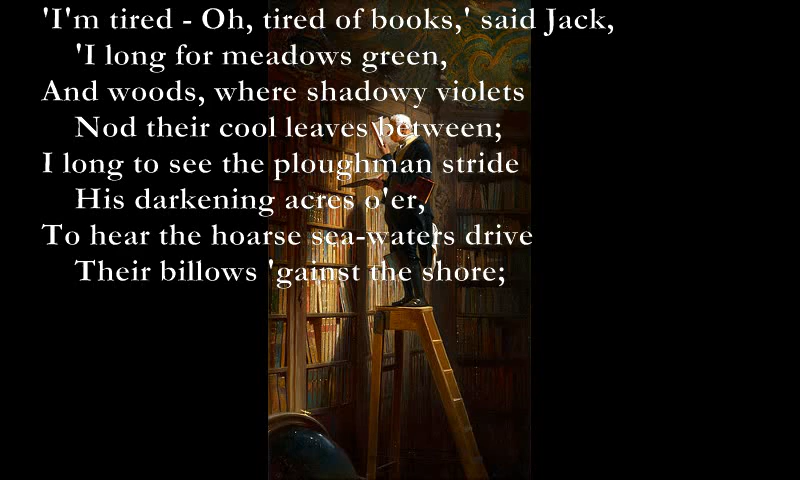 'I'm tired - Oh, tired of books,' said Jack,
'I long for meadows green,
And woods, where shadowy violets
Nod their cool leaves between;
I long to see the ploughman stride
His darkening acres o'er,
To hear the hoarse sea-waters drive
Their billows 'gainst the shore;